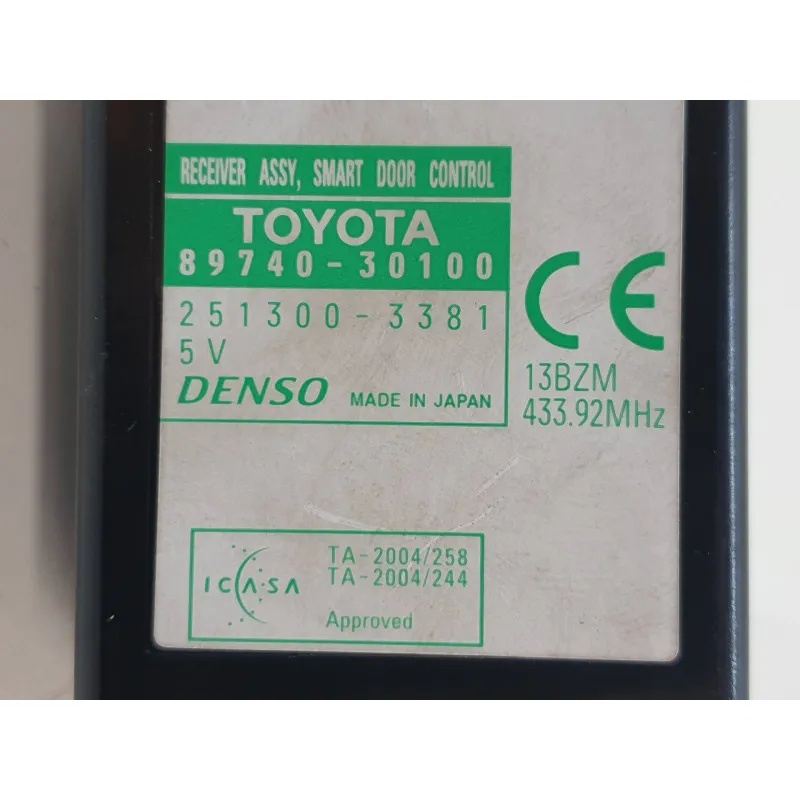 RECEIVER ASSY, SMART DOOR CONTROL
TOYOTA
89740-30100
251300-3381
5V
DENSO MADE IN JAPAN
CE
13BZM
433.92MHz
ICASA
TA-2004/258
TA-2004/244
Approved